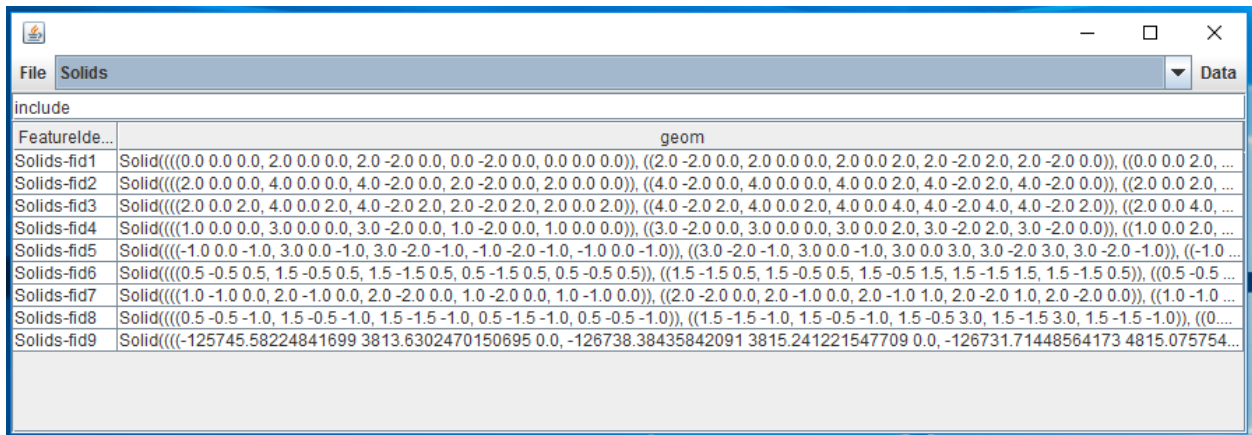 File Solids Data
include
FeatureIde... geom
Solids-fid1 Solid((((0.0 0.0 0.0, 2.0 0.0 0.0, 2.0 -2.0 0.0, 0.0 -2.0 0.0, 0.0 0.0 0.0)), ((2.0 -2.0 0.0, 2.0 0.0 0.0, 2.0 0.0 2.0, 2.0 -2.0 2.0, 2.0 -2.0 0.0)), ((0.0 0.0 2.0, ...
Solids-fid2 Solid((((2.0 0.0 0.0, 4.0 0.0 0.0, 4.0 -2.0 0.0, 2.0 -2.0 0.0, 2.0 0.0 0.0)), ((4.0 -2.0 0.0, 4.0 0.0 0.0, 4.0 0.0 2.0, 4.0 -2.0 2.0, 4.0 -2.0 0.0)), ((2.0 0.0 2.0, ...
Solids-fid3 Solid((((2.0 0.0 2.0, 4.0 0.0 2.0, 4.0 -2.0 2.0, 2.0 -2.0 2.0, 2.0 0.0 2.0)), ((4.0 -2.0 2.0, 4.0 0.0 2.0, 4.0 0.0 4.0, 4.0 -2.0 4.0, 4.0 -2.0 2.0)), ((2.0 0.0 4.0, ...
Solids-fid4 Solid((((1.0 0.0 0.0, 3.0 0.0 0.0, 3.0 -2.0 0.0, 1.0 -2.0 0.0, 1.0 0.0 0.0)), ((3.0 -2.0 0.0, 3.0 0.0 0.0, 3.0 0.0 2.0, 3.0 -2.0 2.0, 3.0 -2.0 0.0)), ((1.0 0.0 2.0, ...
Solids-fid5 Solid((((-1.0 0.0 -1.0, 3.0 0.0 -1.0, 3.0 -2.0 -1.0, -1.0 -2.0 -1.0, -1.0 0.0 -1.0)), ((3.0 -2.0 -1.0, 3.0 0.0 -1.0, 3.0 0.0 3.0, 3.0 -2.0 3.0, 3.0 -2.0 -1.0)), ((-1.0 ...
Solids-fid6 Solid((((0.5 -0.5 0.5, 1.5 -0.5 0.5, 1.5 -1.5 0.5, 0.5 -1.5 0.5, 0.5 -0.5 0.5)), ((1.5 -1.5 0.5, 1.5 -0.5 0.5, 1.5 -0.5 1.5, 1.5 -1.5 1.5, 1.5 -1.5 0.5)), ((0.5 -0.5 ...
Solids-fid7 Solid((((1.0 -1.0 0.0, 2.0 -1.0 0.0, 2.0 -2.0 0.0, 1.0 -2.0 0.0, 1.0 -1.0 0.0)), ((2.0 -2.0 0.0, 2.0 -1.0 0.0, 2.0 -1.0 1.0, 2.0 -2.0 1.0, 2.0 -2.0 0.0)), ((1.0 -1.0 ...
Solids-fid8 Solid((((0.5 -0.5 -1.0, 1.5 -0.5 -1.0, 1.5 -1.5 -1.0, 0.5 -1.5 -1.0, 0.5 -0.5 -1.0)), ((1.5 -1.5 -1.0, 1.5 -0.5 -1.0, 1.5 -0.5 3.0, 1.5 -1.5 3.0, 1.5 -1.5 -1.0)), ((0....
Solids-fid9 Solid((((-125745.58224841699 3813.6302470150695 0.0, -126738.38435842091 3815.241221547709 0.0, -126731.71448564173 4815.075754...